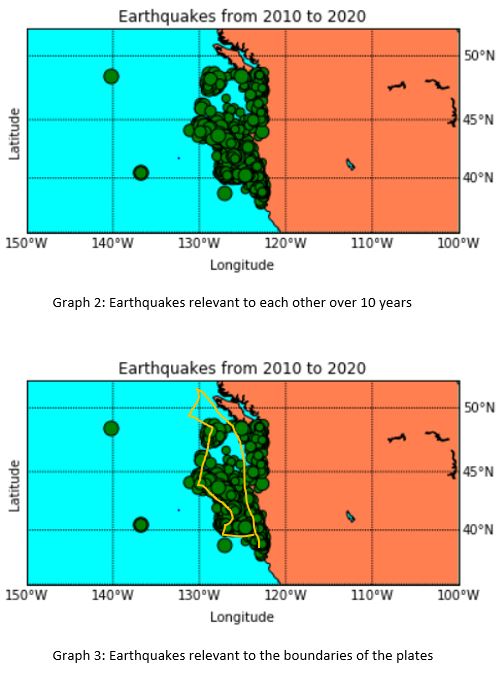 Earthquakes from 2010 to 2020
50°N
45°N
40°N
Latitude
150°W 140°W 130°W 120°W 110°W 100°W
Longitude
Graph 2: Earthquakes relevant to each other over 10 years
Earthquakes from 2010 to 2020
50°N
45°N
40°N
Latitude
150°W 140°W 130°W 120°W 110°W 100°W
Longitude
Graph 3: Earthquakes relevant to the boundaries of the plates